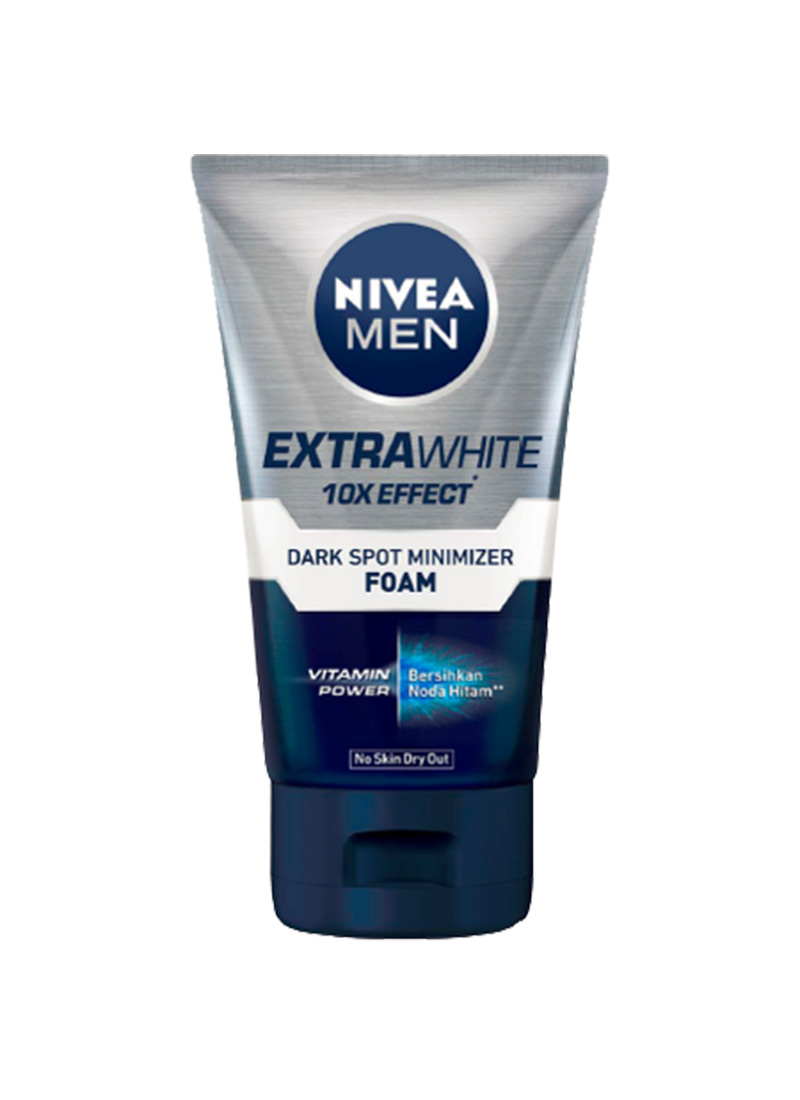 NIVEA
MEN
EXTRAWHITE
10X EFFECT*
DARK SPOT MINIMIZER
FOAM
VITAMIN
POWER
Bersihkan
Noda Hitam**
No Skin Dry Out